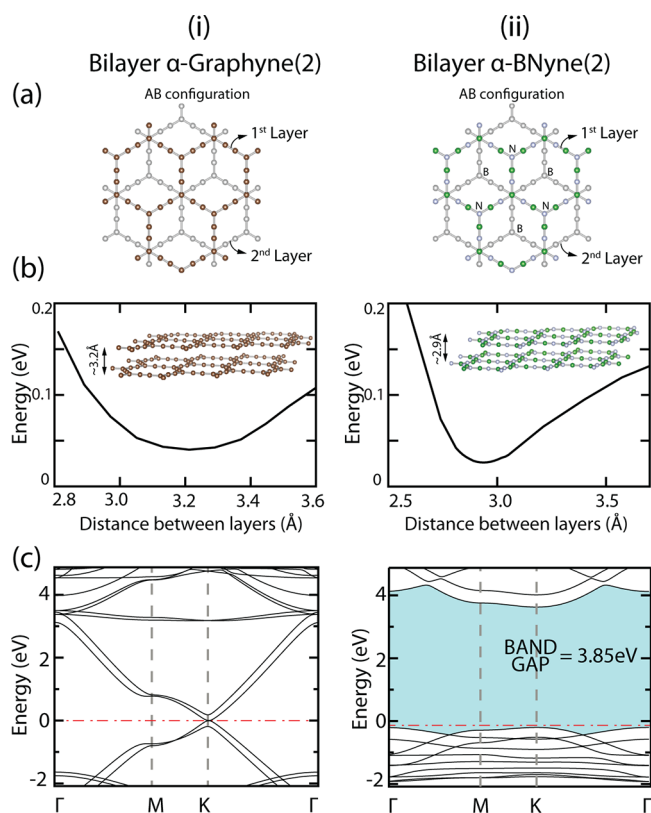 (i)
(ii)
Bilayer α-Graphyne(2)
Bilayer α-BNyne(2)
(a)
AB configuration
AB configuration
1st Layer
1st Layer
N
B
B
N
N
B
2nd Layer
2nd Layer
(b)
0.2
0.1
0
Energy (eV)
~3.2Å
2.8
3.0
3.2
3.4
3.6
Distance between layers (Å)
0.2
0.1
0
Energy (eV)
~2.9Å
2.5
3.0
3.5
Distance between layers (Å)
(c)
4
2
0
-2
Energy (eV)
Γ
M
K
Γ
4
2
0
-2
Energy (eV)
BAND
GAP = 3.85eV
Γ
M
K
Γ